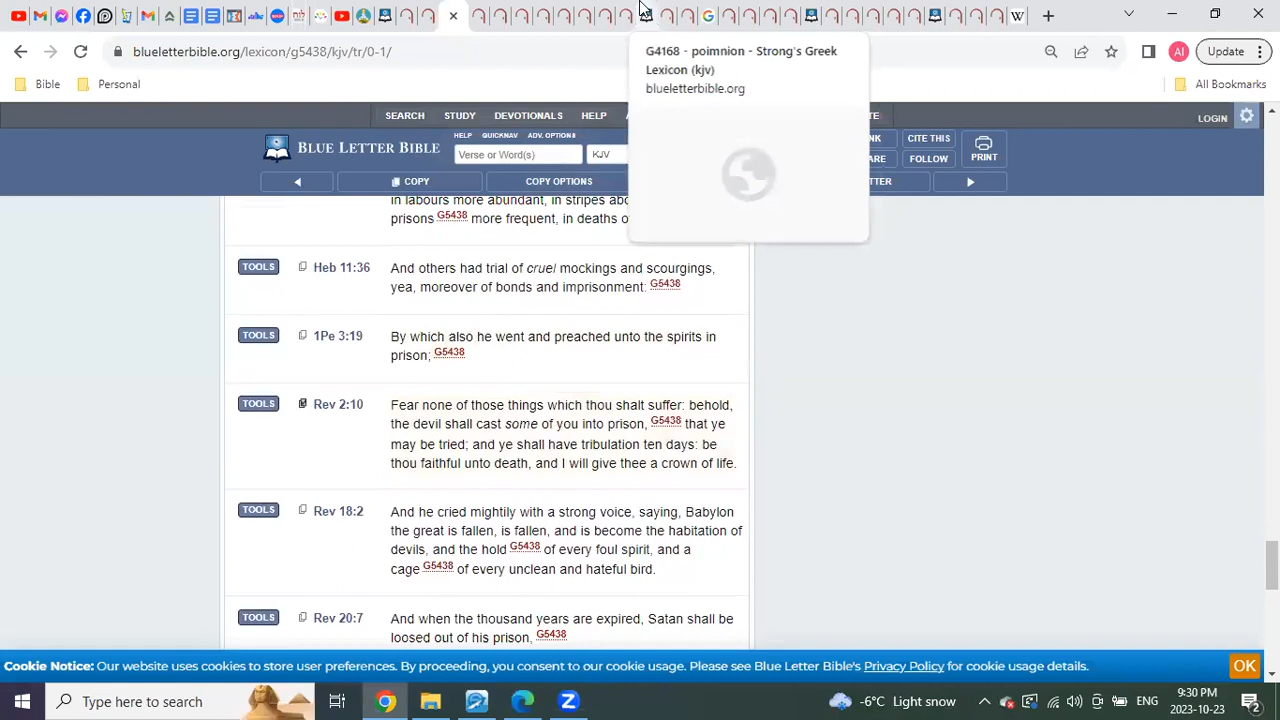 blueletterbible.org/lexicon/g5438/kjv/tr/0-1/
AI
Update
Bible
Personal
All Bookmarks
G4168 - poimnion - Strong's Greek
Lexicon (kjv)
blueletterbible.org
SEARCH STUDY DEVOTIONALS HELP
TE
LOGIN
BLUE LETTER BIBLE
HELP QUICKNAV ADV. OPTIONS
Verse or Word(s)
KJV
NK
CITE THIS
ARE
FOLLOW
PRINT
COPY
COPY OPTIONS
TTER
in labours more abundant, in stripes abo
prisons G5438 more frequent, in deaths o
TOOLS Heb 11:36 And others had trial of cruel mockings and scourgings,
yea, moreover of bonds and imprisonment: G5438
TOOLS 1Pe 3:19 By which also he went and preached unto the spirits in
prison; G5438
TOOLS Rev 2:10 Fear none of those things which thou shalt suffer: behold,
the devil shall cast some of you into prison, G5438 that ye
may be tried; and ye shall have tribulation ten days: be
thou faithful unto death, and I will give thee a crown of life.
TOOLS Rev 18:2 And he cried mightily with a strong voice, saying, Babylon
the great is fallen, is fallen, and is become the habitation of
devils, and the hold G5438 of every foul spirit, and a
cage G5438 of every unclean and hateful bird.
TOOLS Rev 20:7 And when the thousand years are expired, Satan shall be
loosed out of his prison, G5438
Cookie Notice: Our website uses cookies to store user preferences. By proceeding, you consent to our cookie usage. Please see Blue Letter Bible's Privacy Policy for cookie usage details.
OK
Type here to search
-6°C Light snow
ENG
9:30 PM
2023-10-23
2